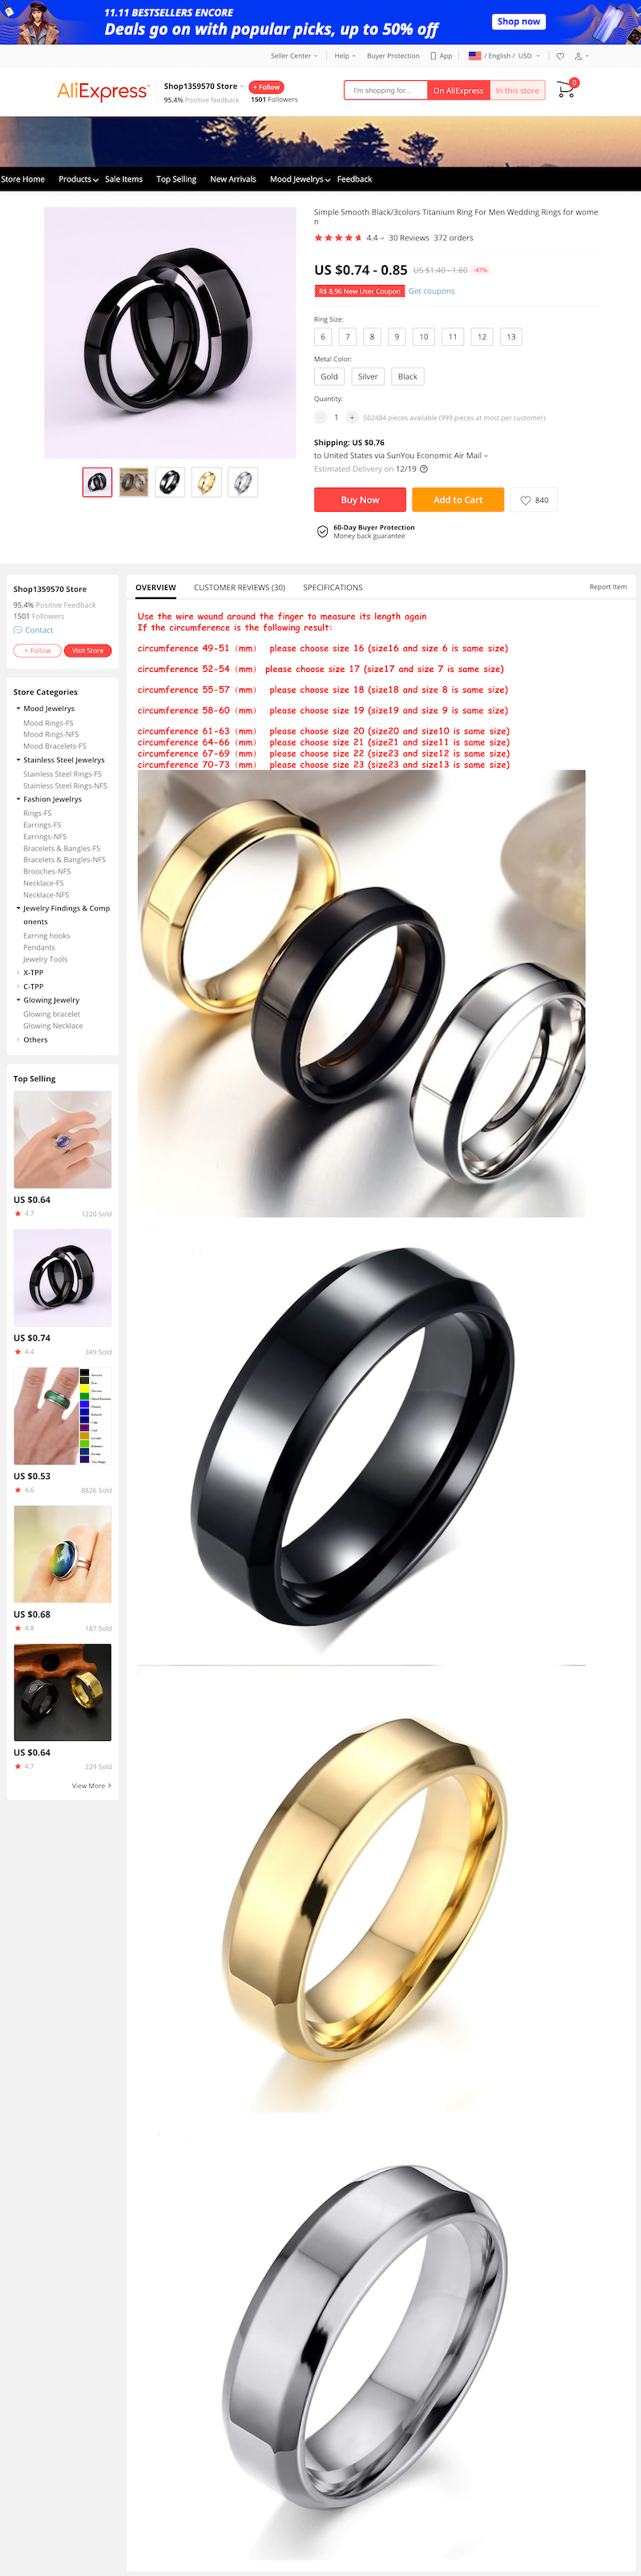 11.11 BESTSELLERS ENCORE
Deals go on with popular picks, up to 50% off
Shop now
Seller Center
Help
Buyer Protection
App
/ English / USD
AliExpress
Shop1359570 Store
+ Follow
95.4% Positive feedback
1501 Followers
I'm shopping for...
On AliExpress
In this store
0
Store Home
Products
Sale Items
Top Selling
New Arrivals
Mood Jewelrys
Feedback
Simple Smooth Black/3colors Titanium Ring For Men Wedding Rings for wome
n
4.4
30 Reviews
372 orders
US $0.74 - 0.85
US $1.40 - 1.60
-47%
R$ 8,96 New User Coupon
Get coupons
Ring Size:
6
7
8
9
10
11
12
13
Metal Color:
Gold
Silver
Black
Quantity:
1
502484 pieces available (999 pieces at most per customer)
Shipping: US $0.76
to United States via SunYou Economic Air Mail
Estimated Delivery on 12/19
Buy Now
Add to Cart
840
60-Day Buyer Protection
Money back guarantee
Shop1359570 Store
95.4% Positive Feedback
1501 Followers
Contact
+ Follow
Visit Store
Store Categories
Mood Jewelrys
Mood Rings-FS
Mood Rings-NFS
Mood Bracelets-FS
Stainless Steel Jewelrys
Stainless Steel Rings-FS
Stainless Steel Rings-NFS
Fashion Jewelrys
Rings-FS
Earrings-FS
Earrings-NFS
Bracelets & Bangles-FS
Bracelets & Bangles-NFS
Brooches-NFS
Necklace-FS
Necklace-NFS
Jewelry Findings & Comp
onents
Earring hooks
Pendants
Jewelry Tools
X-TPP
C-TPP
Glowing Jewelry
Glowing bracelet
Glowing Necklace
Others
Top Selling
US $0.64
4.7
1220 Sold
US $0.74
4.4
349 Sold
US $0.53
4.6
8826 Sold
US $0.68
4.8
187 Sold
US $0.64
4.7
229 Sold
View More
OVERVIEW
CUSTOMER REVIEWS (30)
SPECIFICATIONS
Report Item
Use the wire wound around the finger to measure its length again
If the circumference is the following result:
circumference 49-51 (mm) please choose size 16 (size16 and size 6 is same size)
circumference 52-54 (mm) please choose size 17 (size17 and size 7 is same size)
circumference 55-57 (mm) please choose size 18 (size18 and size 8 is same size)
circumference 58-60 (mm) please choose size 19 (size19 and size 9 is same size)
circumference 61-63 (mm) please choose size 20 (size20 and size10 is same size)
circumference 64-66 (mm) please choose size 21 (size21 and size11 is same size)
circumference 67-69 (mm) please choose size 22 (size23 and size12 is same size)
circumference 70-73 (mm) please choose size 23 (size23 and size13 is same size)